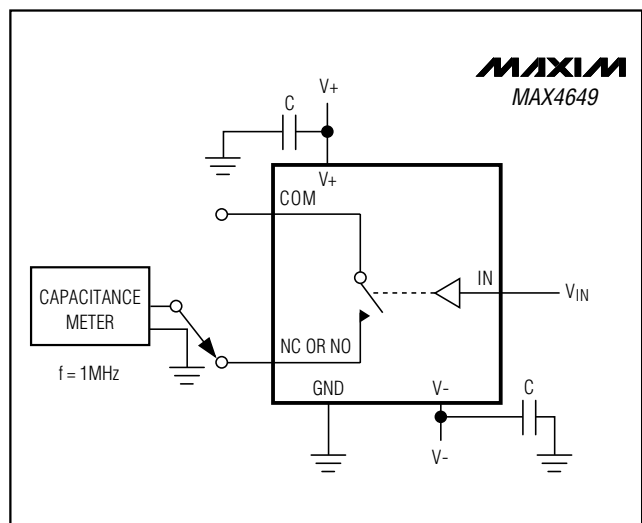 MAXIM
MAX4649
V+
C
V+
COM
IN
VIN
CAPACITANCE
METER
NC OR NO
f = 1MHz
GND
V-
C
V-